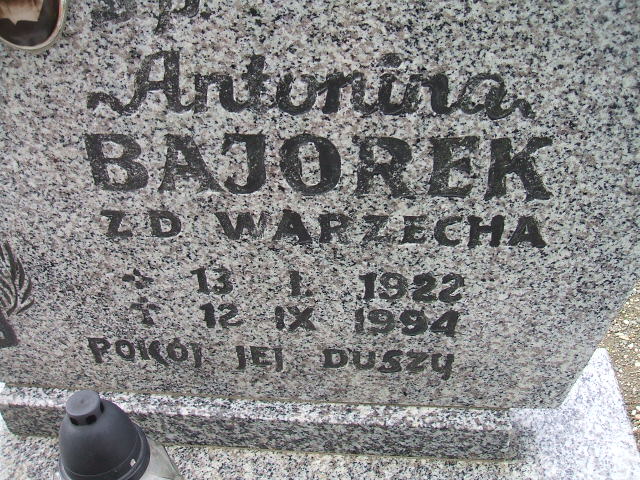 Ś.P.
Antonina
BAJOREK
ZD WARZECHA
* 13 I. 1922
† 12 IX 1994
POKÓJ JEJ DUSZY